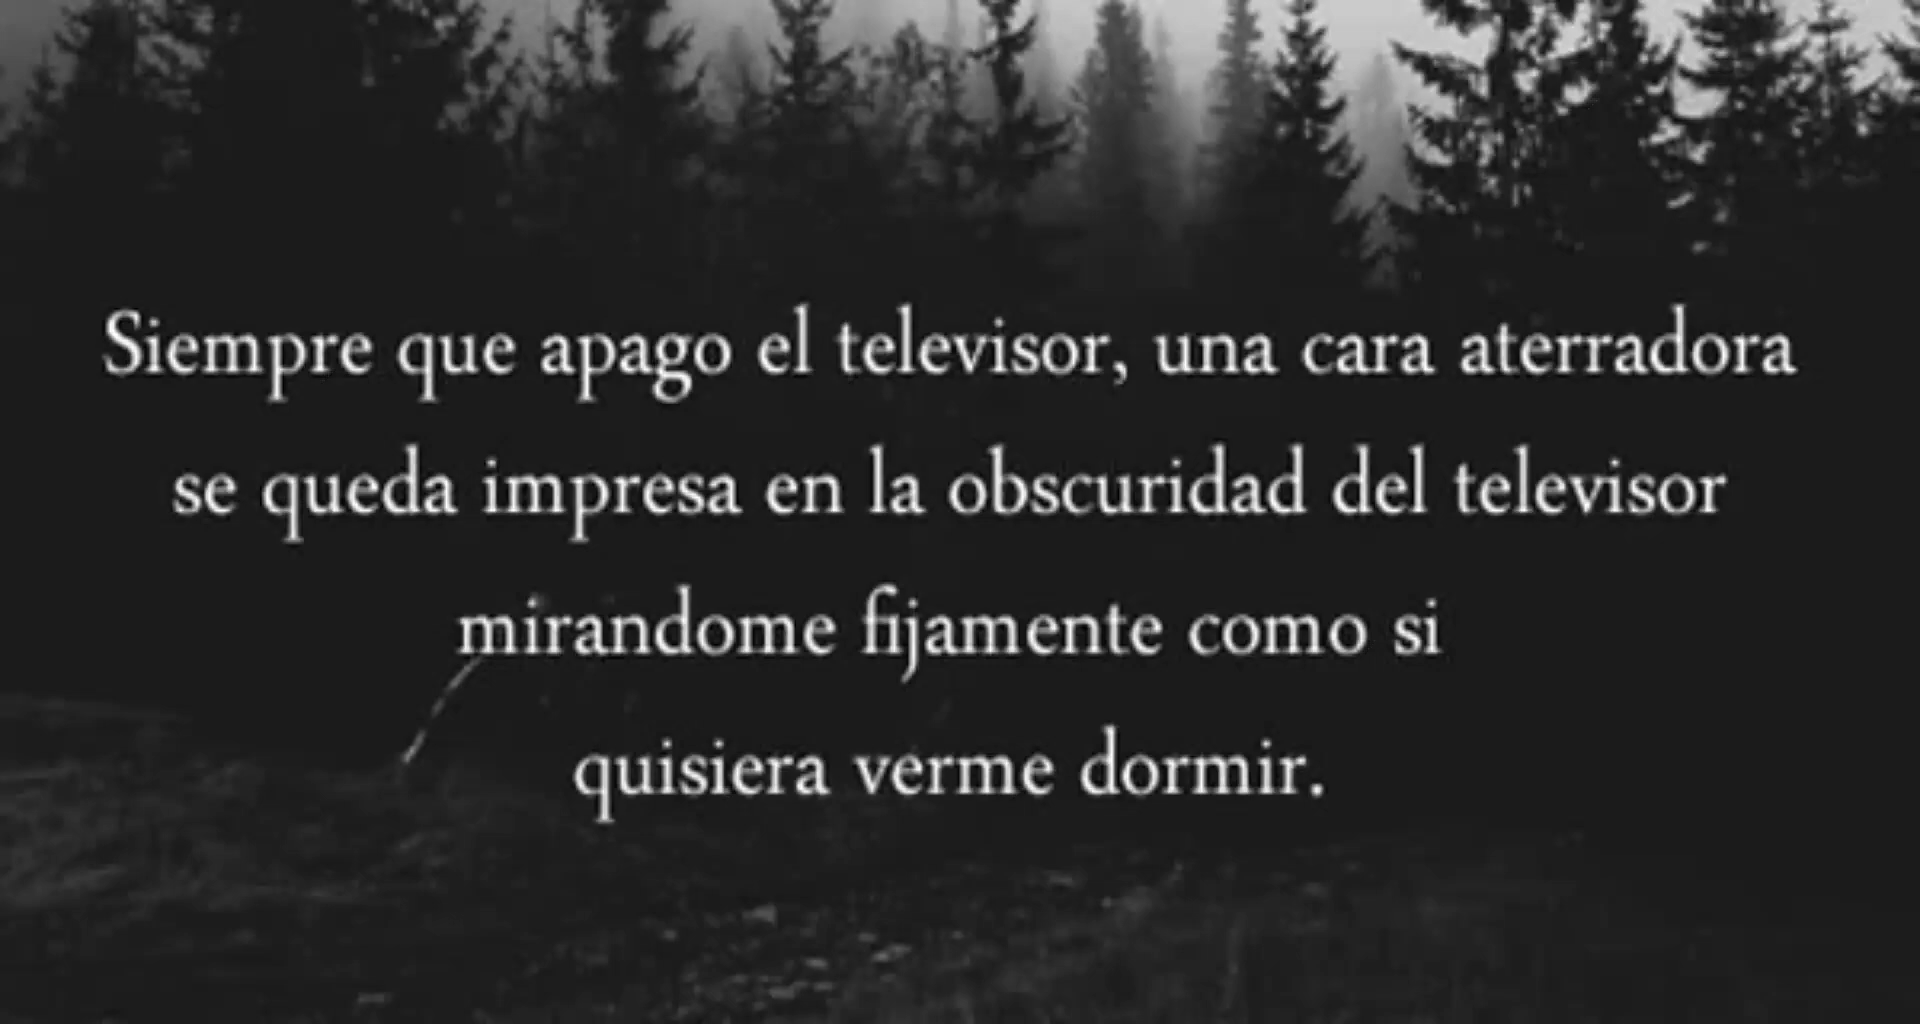 Siempre que apago el televisor, una cara aterradora
se queda impresa en la obscuridad del televisor
mirandome fijamente como si
quisiera verme dormir.